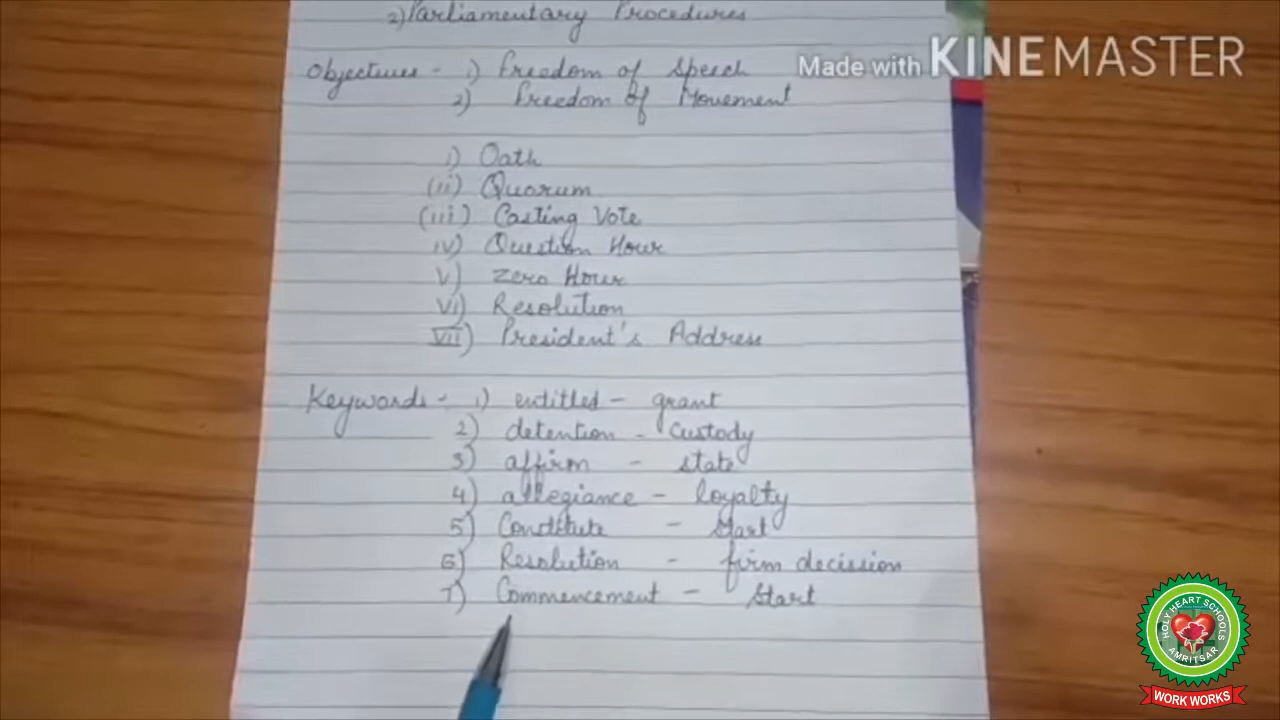 2) Parliamentary Procedures
Made with KINEMASTER
Objectives - 1) Freedom of Speech
2) Freedom of Movement
i) Oath
(ii) Quorum
(iii) Casting Vote
iv) Question Hour
V) Zero Hour
Vi) Resolution
VII) President's Address
Keywords - 1) entitled - grant
2) detention - Custody
3) affirm - state
4) allegiance - loyalty
5) Constitute - start
6) Resolution - firm decission
7) Commencement - Start
HOLY HEART SCHOOLS
AMRITSAR
WORK WORKS